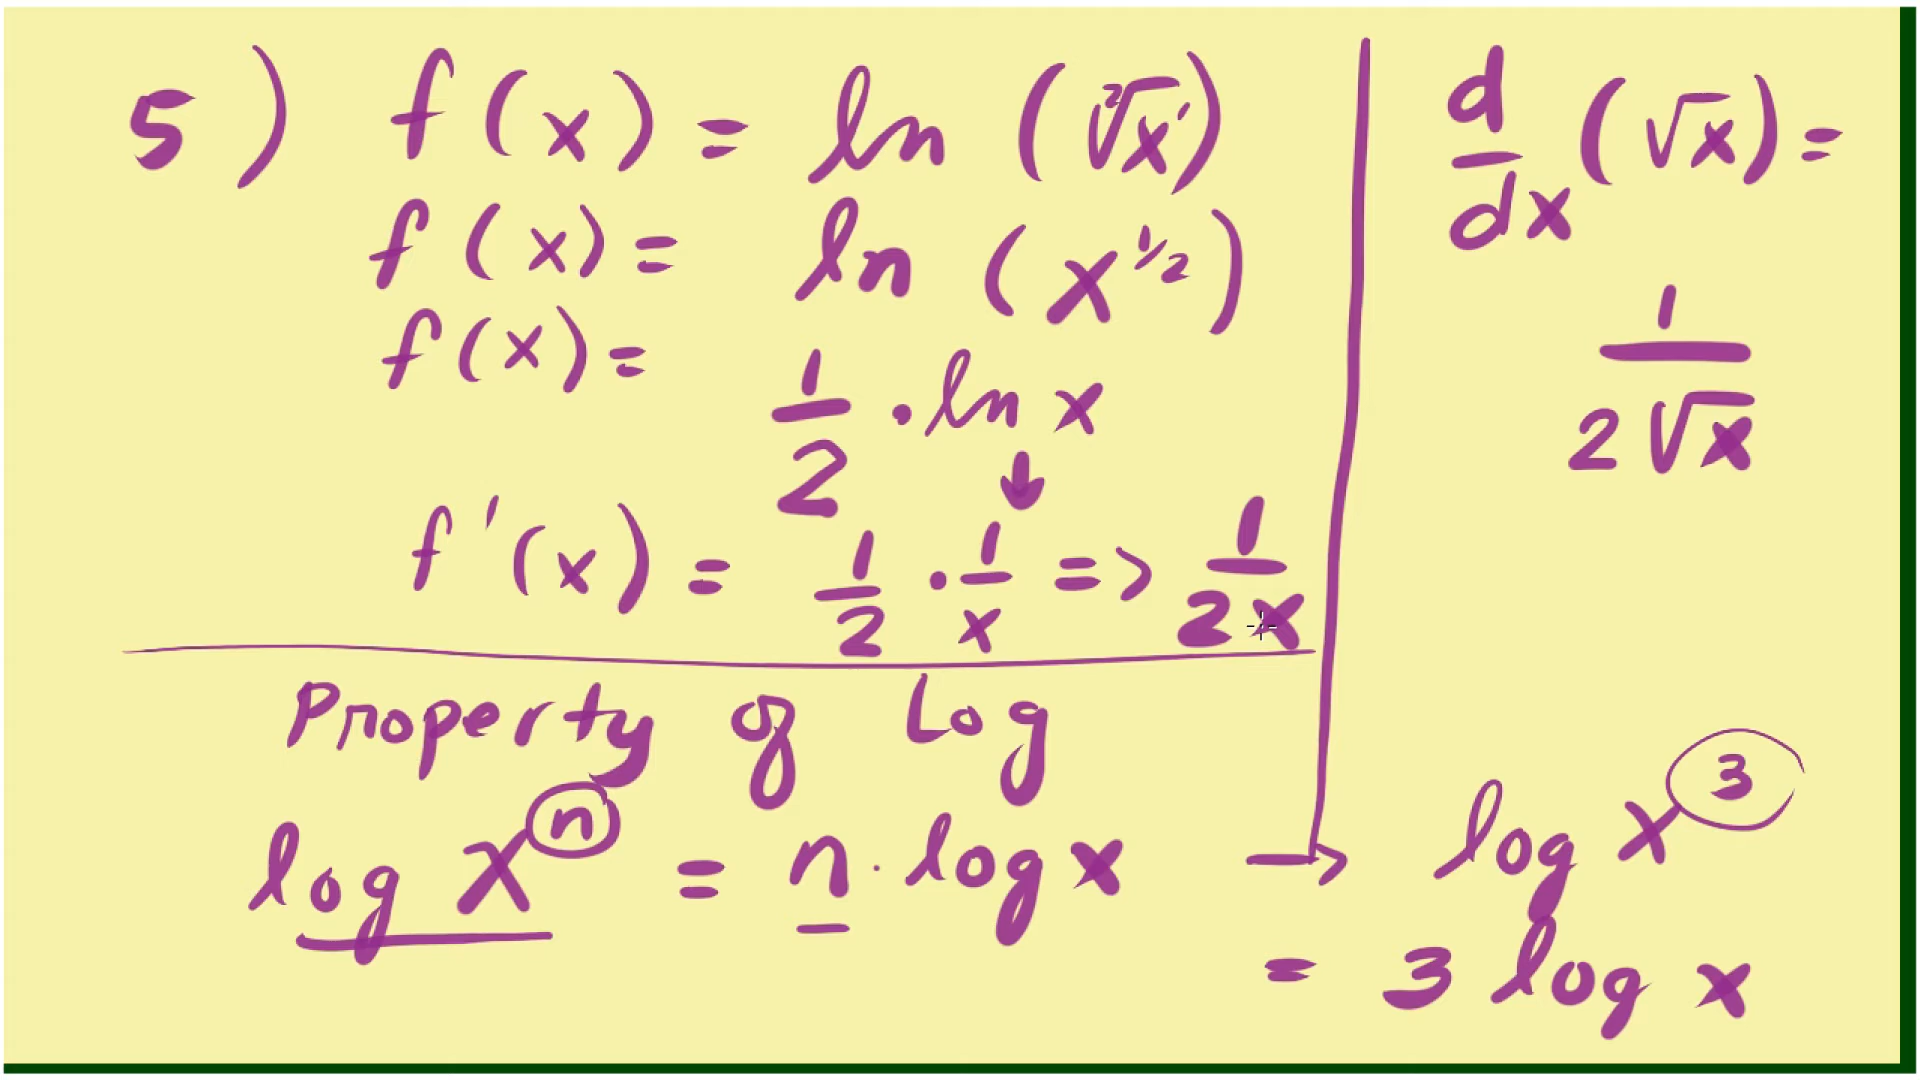 5) f(x) = ln(²√x)
f(x) = ln(x^1/2)
f(x) = 1/2 · ln x
↓
f'(x) = 1/2 · 1/x => 1/2x
d/dx (√x) =
1/2√x
Property of Log
log x^n = n · log x → log x^3
= 3 log x